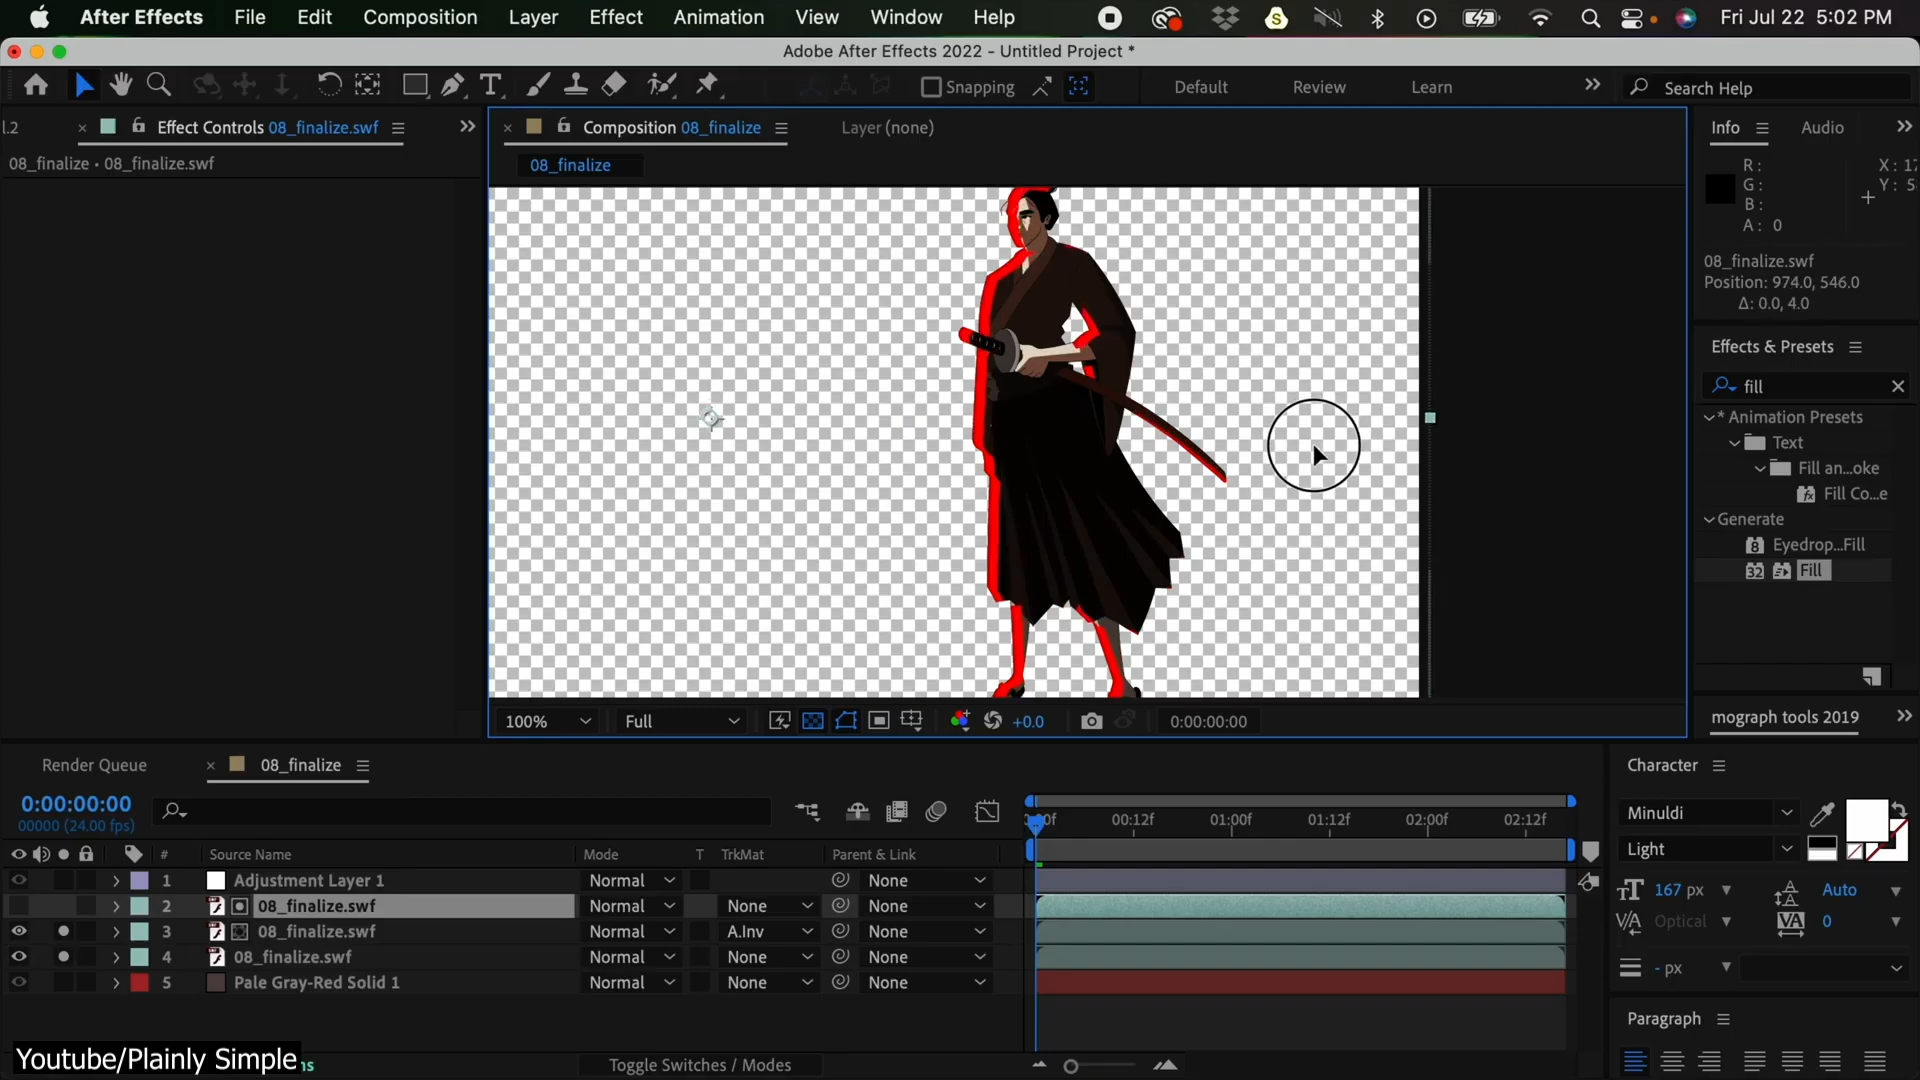 After Effects File Edit Composition Layer Effect Animation View Window Help Fri Jul 22 5:02 PM
Adobe After Effects 2022 - Untitled Project *
Snapping Default Review Learn Search Help
Effect Controls 08_finalize.swf
Composition 08_finalize Layer (none)
Info Audio
08_finalize • 08_finalize.swf
08_finalize
R :
G :
B :
A : 0
08_finalize.swf
Position: 974.0, 546.0
Δ: 0.0, 4.0
Effects & Presets
fill
* Animation Presets
Text
Fill an...oke
Fill Co...e
Generate
Eyedrop...Fill
Fill
100% Full +0.0 0:00:00:00
mograph tools 2019
Render Queue 08_finalize
0:00:00:00
00000 (24.00 fps)
00:12f 01:00f 01:12f 02:00f 02:12f
# Source Name Mode T TrkMat Parent & Link
1 Adjustment Layer 1 Normal None
2 08_finalize.swf Normal None None
3 08_finalize.swf Normal A.Inv None
4 08_finalize.swf Normal None None
5 Pale Gray-Red Solid 1 Normal None None
Toggle Switches / Modes
Character
Minuldi
Light
167 px Auto
Optical 0
- px
Paragraph
Youtube/Plainly Simple